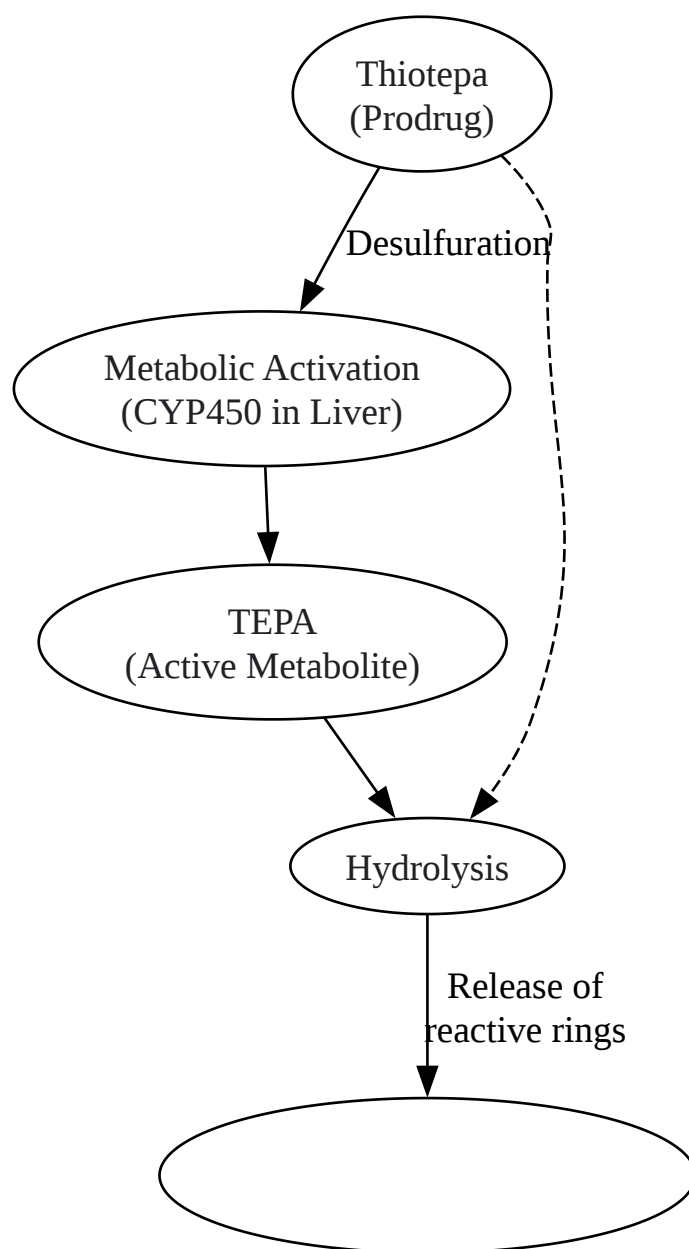 Thiotepa
(Prodrug)
Desulfuration
Metabolic Activation
(CYP450 in Liver)
TEPA
(Active Metabolite)
Hydrolysis
Release of
reactive rings